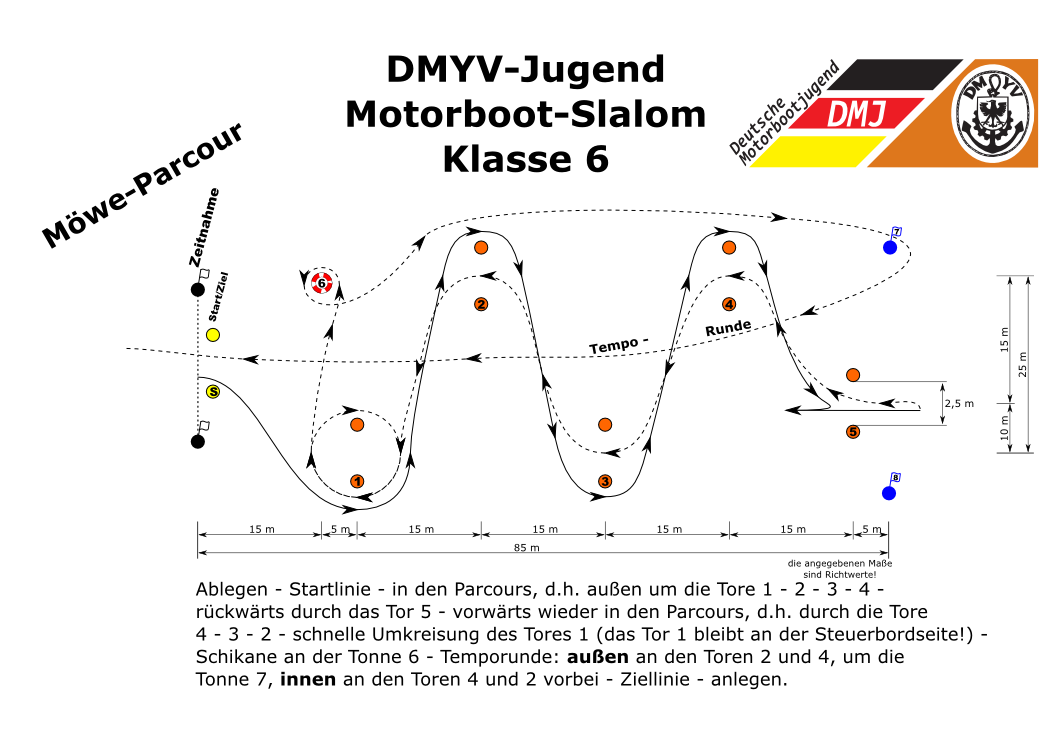 DMYV-Jugend
Motorboot-Slalom
Klasse 6
Deutsche
Motorbootjugend
DMJ
DM YV
Möwe-Parcour
Zeitnahme
Start/Ziel
S
6
1
2
3
4
5
7
8
Tempo - Runde
15 m
25 m
10 m
2,5 m
15 m
5 m
15 m
15 m
15 m
15 m
5 m
85 m
die angegebenen Maße
sind Richtwerte!
Ablegen - Startlinie - in den Parcours, d.h. außen um die Tore 1 - 2 - 3 - 4 -
rückwärts durch das Tor 5 - vorwärts wieder in den Parcours, d.h. durch die Tore
4 - 3 - 2 - schnelle Umkreisung des Tores 1 (das Tor 1 bleibt an der Steuerbordseite!) -
Schikane an der Tonne 6 - Temporunde: außen an den Toren 2 und 4, um die
Tonne 7, innen an den Toren 4 und 2 vorbei - Ziellinie - anlegen.